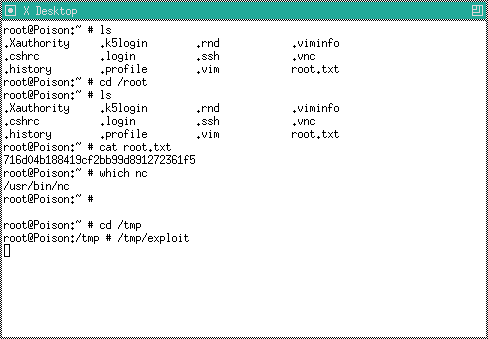 X Desktop
root@Poison:~ # ls
.Xauthority .k5login .rnd .viminfo
.cshrc .login .ssh .vnc
.history .profile .vim root.txt
root@Poison:~ # cd /root
root@Poison:~ # ls
.Xauthority .k5login .rnd .viminfo
.cshrc .login .ssh .vnc
.history .profile .vim root.txt
root@Poison:~ # cat root.txt
716d04b188419cf2bb99d891272361f5
root@Poison:~ # which nc
/usr/bin/nc
root@Poison:~ #
root@Poison:~ # cd /tmp
root@Poison:/tmp # /tmp/exploit